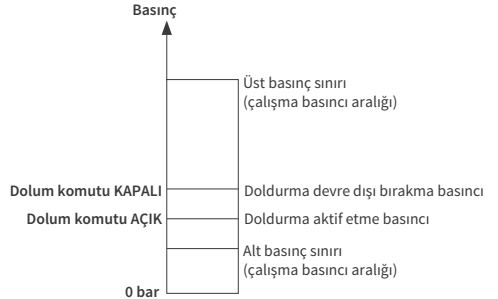 Basınç
Üst basınç sınırı
(çalışma basıncı aralığı)
Dolum komutu KAPALI
Doldurma devre dışı bırakma basıncı
Dolum komutu AÇIK
Doldurma aktif etme basıncı
Alt basınç sınırı
(çalışma basıncı aralığı)
0 bar